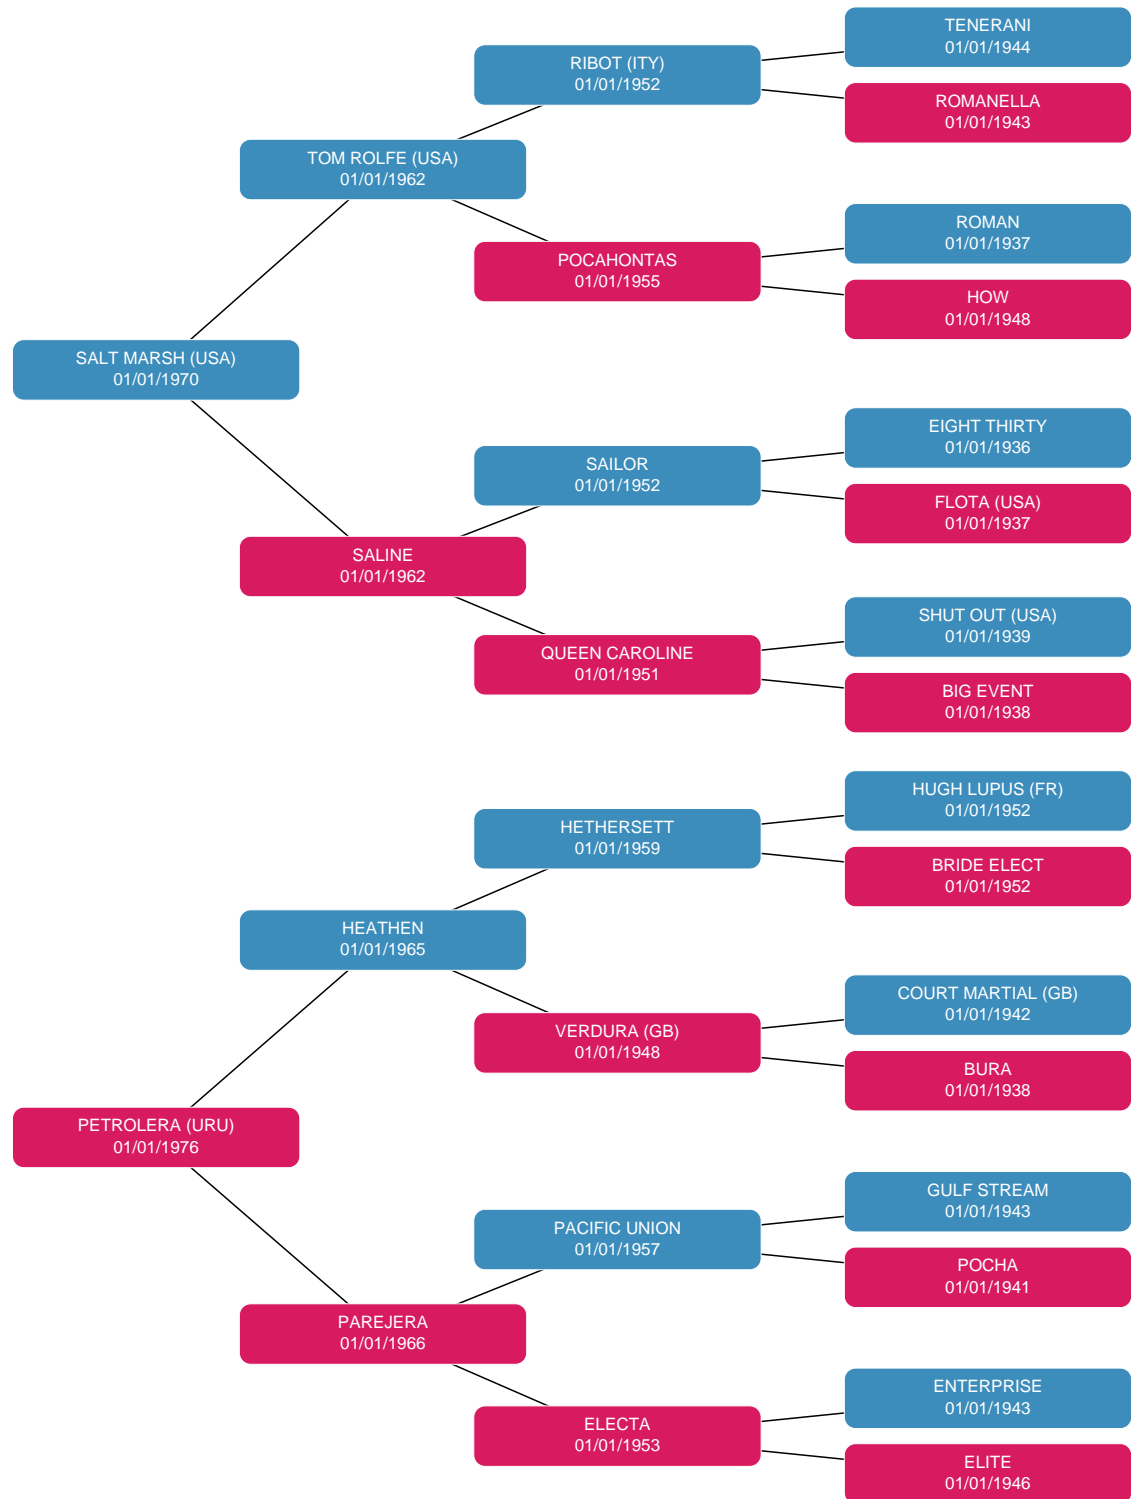 TENERANI
01/01/1944
RIBOT (ITY)
01/01/1952
ROMANELLA
01/01/1943
TOM ROLFE (USA)
01/01/1962
ROMAN
01/01/1937
POCAHONTAS
01/01/1955
HOW
01/01/1948
SALT MARSH (USA)
01/01/1970
EIGHT THIRTY
01/01/1936
SAILOR
01/01/1952
FLOTA (USA)
01/01/1937
SALINE
01/01/1962
SHUT OUT (USA)
01/01/1939
QUEEN CAROLINE
01/01/1951
BIG EVENT
01/01/1938
HUGH LUPUS (FR)
01/01/1952
HETHERSETT
01/01/1959
BRIDE ELECT
01/01/1952
HEATHEN
01/01/1965
COURT MARTIAL (GB)
01/01/1942
VERDURA (GB)
01/01/1948
BURA
01/01/1938
PETROLERA (URU)
01/01/1976
GULF STREAM
01/01/1943
PACIFIC UNION
01/01/1957
POCHA
01/01/1941
PAREJERA
01/01/1966
ENTERPRISE
01/01/1943
ELECTA
01/01/1953
ELITE
01/01/1946